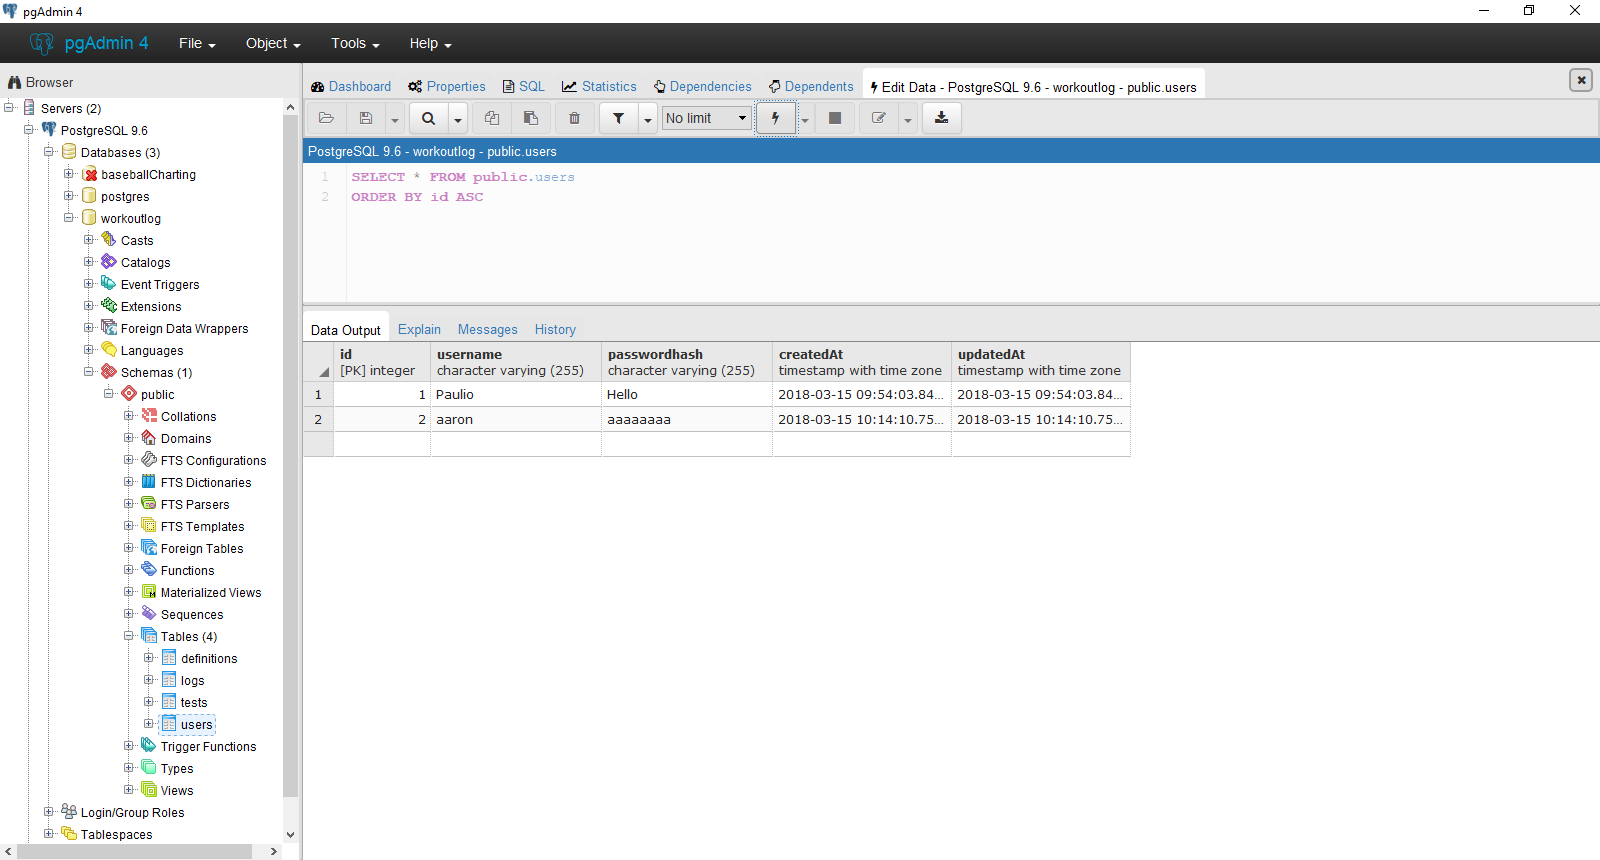 pgAdmin 4
pgAdmin 4 File Object Tools Help
Browser
Servers (2)
PostgreSQL 9.6
Databases (3)
baseballCharting
postgres
workoutlog
Casts
Catalogs
Event Triggers
Extensions
Foreign Data Wrappers
Languages
Schemas (1)
public
Collations
Domains
FTS Configurations
FTS Dictionaries
FTS Parsers
FTS Templates
Foreign Tables
Functions
Materialized Views
Sequences
Tables (4)
definitions
logs
tests
users
Trigger Functions
Types
Views
Login/Group Roles
Tablespaces
Dashboard Properties SQL Statistics Dependencies Dependents Edit Data - PostgreSQL 9.6 - workoutlog - public.users
No limit
PostgreSQL 9.6 - workoutlog - public.users
1 SELECT * FROM public.users
2 ORDER BY id ASC
Data Output Explain Messages History
id username passwordhash createdAt updatedAt
[PK] integer character varying (255) character varying (255) timestamp with time zone timestamp with time zone
1 1 Paulio Hello 2018-03-15 09:54:03.84... 2018-03-15 09:54:03.84...
2 2 aaron aaaaaaaa 2018-03-15 10:14:10.75... 2018-03-15 10:14:10.75...